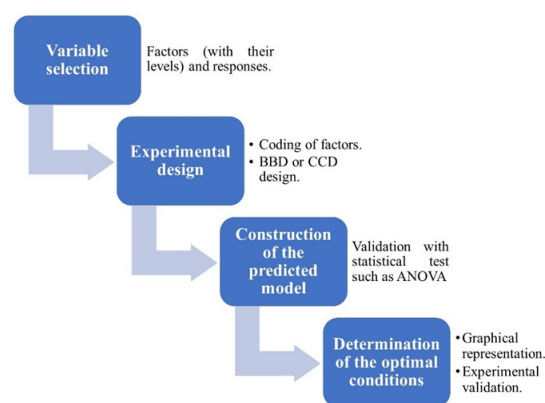 Variable
selection
Factors (with their
levels) and responses.
Experimental
design
• Coding of factors.
• BBD or CCD
design.
Construction
of the
predicted
model
Validation with
statistical test
such as ANOVA
Determination
of the optimal
conditions
• Graphical
representation.
• Experimental
validation.